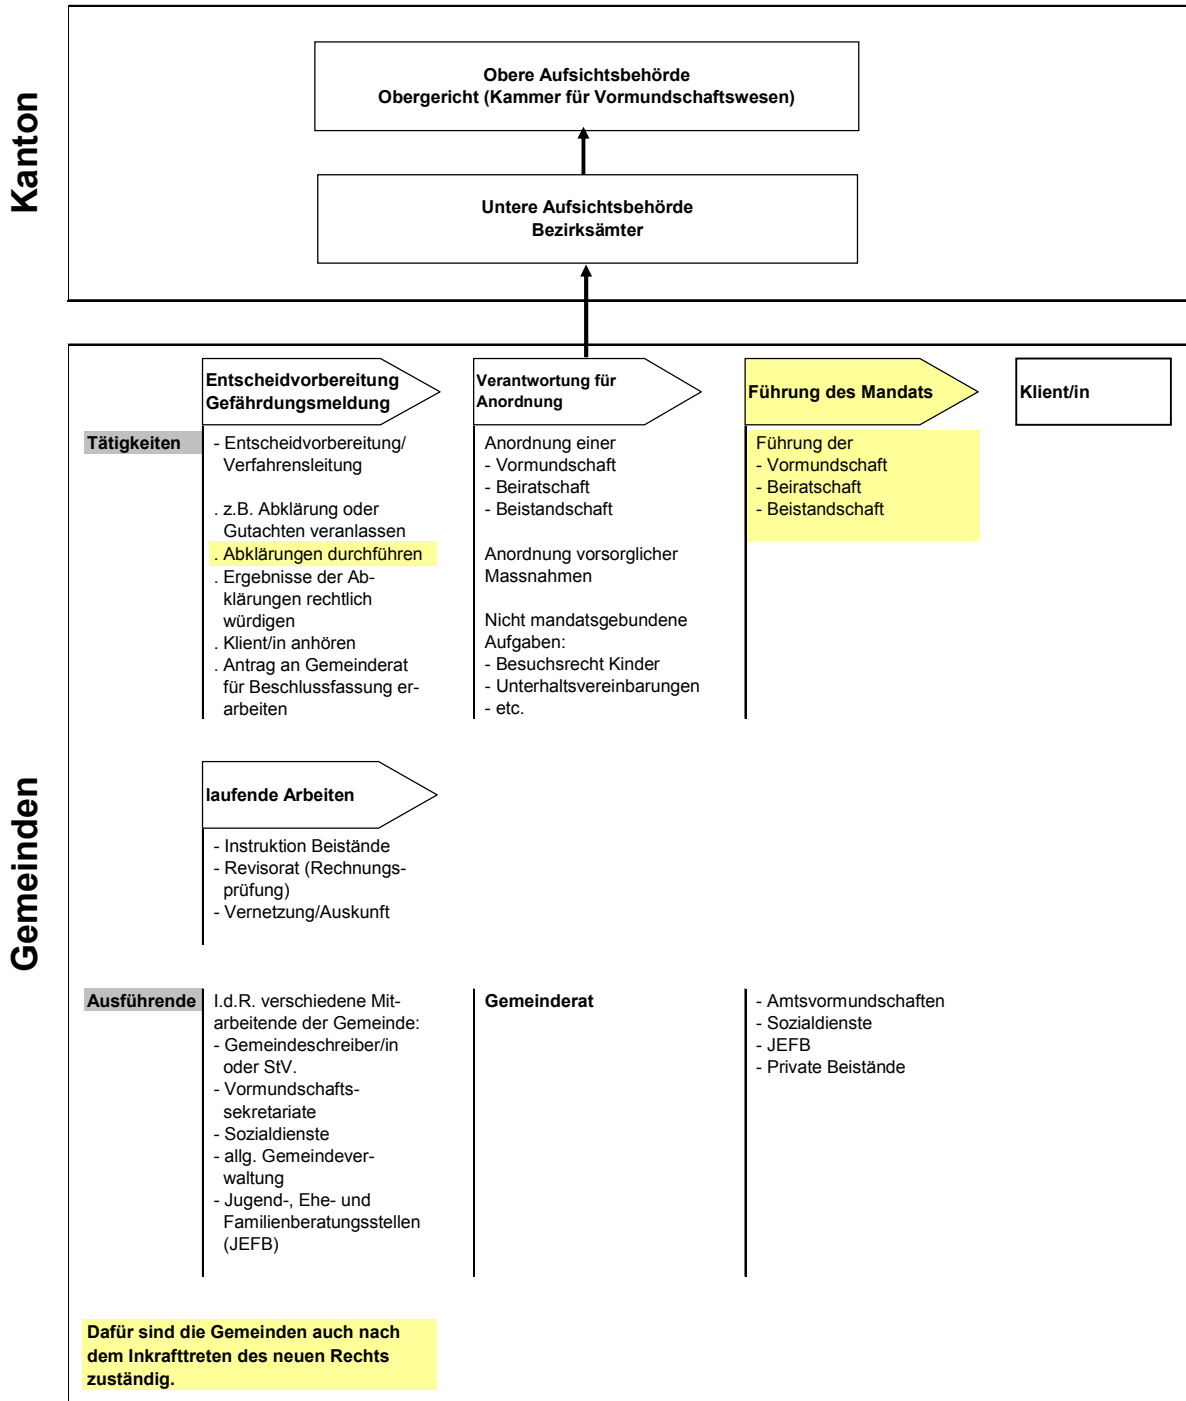 Kanton
Obere Aufsichtsbehörde
Obergericht (Kammer für Vormundschaftswesen)
Untere Aufsichtsbehörde
Bezirksämter
Gemeinden
Entscheidvorbereitung
Gefährdungsmeldung
Verantwortung für
Anordnung
Führung des Mandats
Klient/in
Tätigkeiten
- Entscheidvorbereitung/
Verfahrensleitung
. z.B. Abklärung oder
Gutachten veranlassen
. Abklärungen durchführen
. Ergebnisse der Ab-
klärungen rechtlich
würdigen
. Klient/in anhören
. Antrag an Gemeinderat
für Beschlussfassung er-
arbeiten
Anordnung einer
- Vormundschaft
- Beiratschaft
- Beistandschaft
Anordnung vorsorglicher
Massnahmen
Nicht mandatsgebundene
Aufgaben:
- Besuchsrecht Kinder
- Unterhaltsvereinbarungen
- etc.
Führung der
- Vormundschaft
- Beiratschaft
- Beistandschaft
laufende Arbeiten
- Instruktion Beistände
- Revisorat (Rechnungs-
prüfung)
- Vernetzung/Auskunft
Ausführende
I.d.R. verschiedene Mit-
arbeitende der Gemeinde:
- Gemeindeschreiber/in
oder StV.
- Vormundschafts-
sekretariate
- Sozialdienste
- allg. Gemeindever-
waltung
- Jugend-, Ehe- und
Familienberatungsstellen
(JEFB)
Gemeinderat
- Amtsvormundschaften
- Sozialdienste
- JEFB
- Private Beistände
Dafür sind die Gemeinden auch nach
dem Inkrafttreten des neuen Rechts
zuständig.